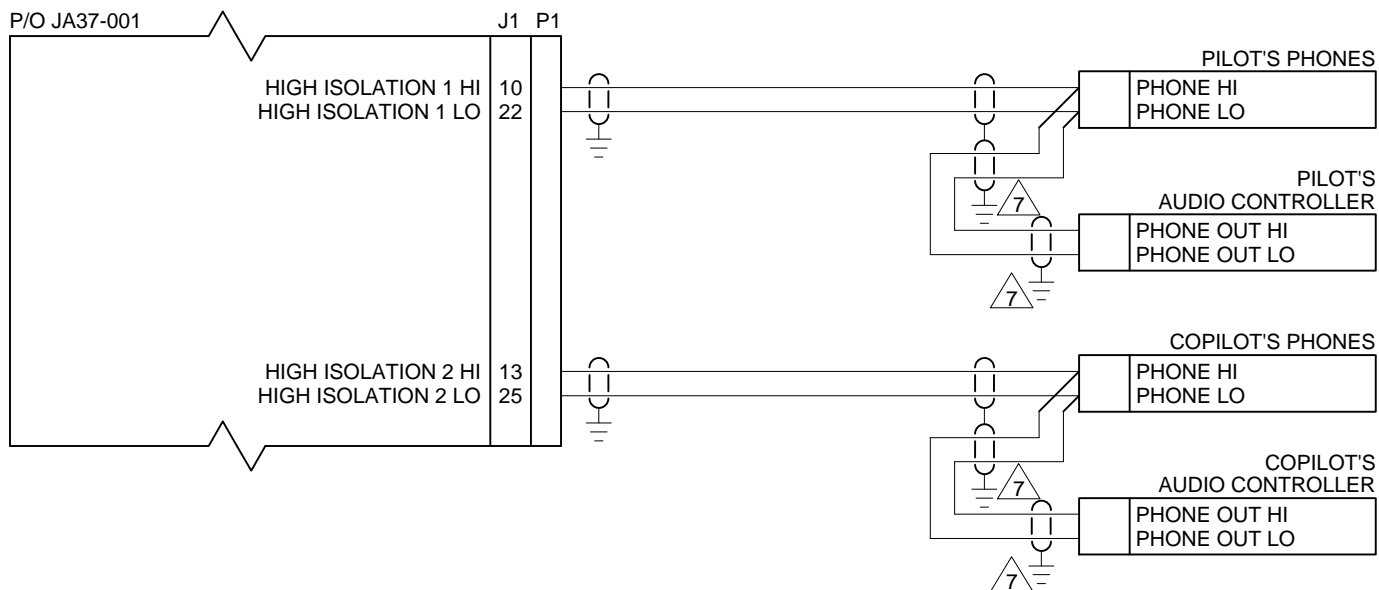 P/O JA37-001
J1 P1
HIGH ISOLATION 1 HI 10
HIGH ISOLATION 1 LO 22
PILOT'S PHONES
PHONE HI
PHONE LO
7
PILOT'S
AUDIO CONTROLLER
PHONE OUT HI
PHONE OUT LO
7
HIGH ISOLATION 2 HI 13
HIGH ISOLATION 2 LO 25
COPILOT'S PHONES
PHONE HI
PHONE LO
7
COPILOT'S
AUDIO CONTROLLER
PHONE OUT HI
PHONE OUT LO
7